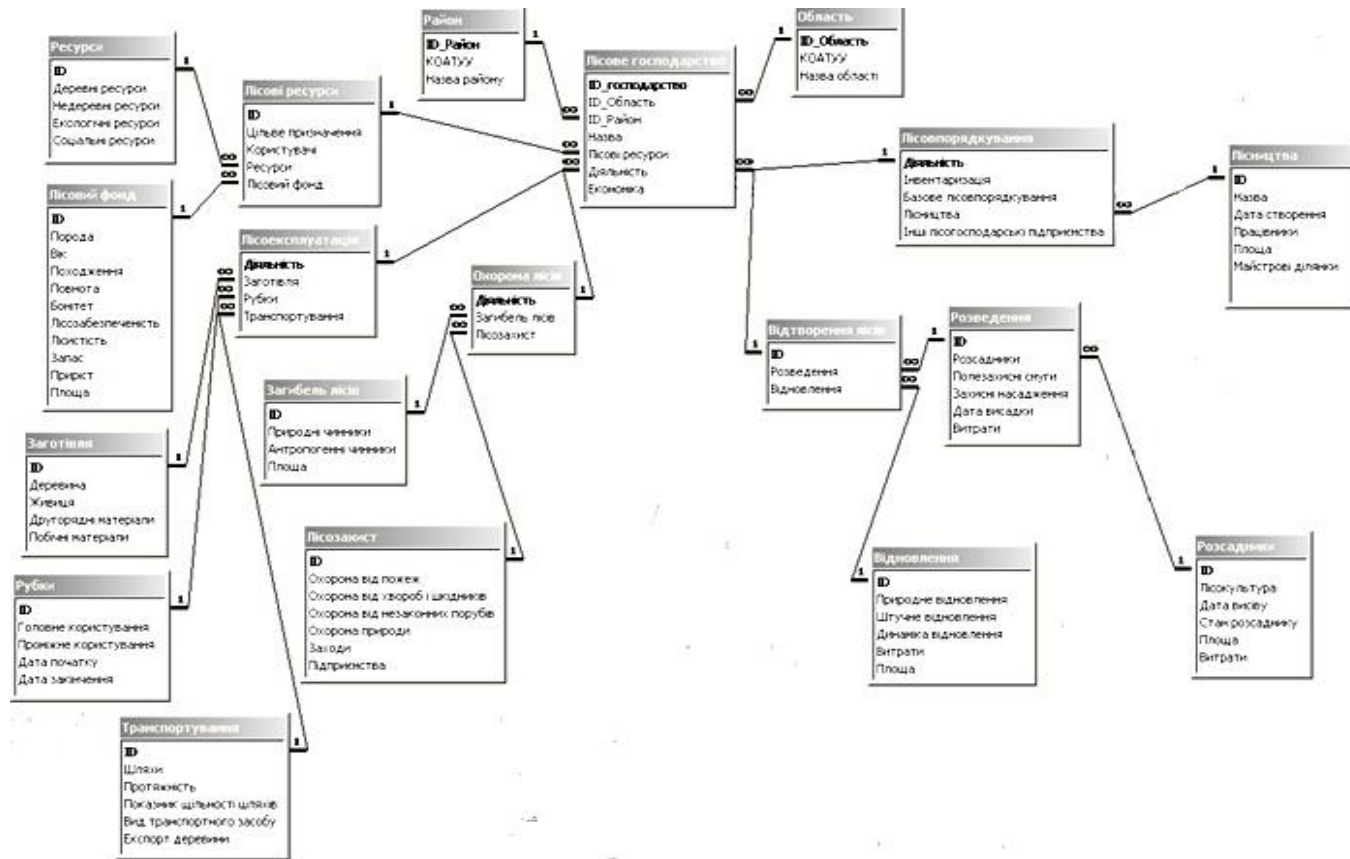 Ресурси
ID
Деревні ресурси
Недеревні ресурси
Екологічні ресурси
Соціальні ресурси
Лісовий фонд
ID
Порода
Вік
Походження
Повнота
Бонітет
Лісозабезпеченість
Лісистість
Запас
Приріст
Площа
Заготівля
ID
Деревина
Живиця
Другорядні матеріали
Побічні матеріали
Рубки
ID
Головне користування
Проміжне користування
Дата початку
Дата закінчення
Транспортування
ID
Шляхи
Протяжність
Показник щільності шляхів
Вид транспортного засобу
Експорт деревини
Лісові ресурси
ID
Цільове призначення
Користувачі
Ресурси
Лісовий фонд
Лісоексплуатація
Діяльність
Заготівля
Рубки
Транспортування
Загибель лісів
ID
Природні чинники
Антропогенні чинники
Площа
Лісозахист
ID
Охорона від пожеж
Охорона від хвороб і шкідників
Охорона від незаконних порубів
Охорона природи
Заходи
Підприємства
Район
ID_Район
КОАТУУ
Назва району
Охорона лісів
Діяльність
Загибель лісів
Лісозахист
Лісове господарство
ID_господарство
ID_Область
ID_Район
Назва
Лісові ресурси
Діяльність
Економіка
Область
ID_Область
КОАТУУ
Назва області
Лісовпорядкування
Діяльність
Інвентаризація
Базове лісовпорядкування
Лісництва
Інші лісогосподарські підприємства
Лісництва
ID
Назва
Дата створення
Працівники
Площа
Майстрові ділянки
Відтворення лісів
ID
Розведення
Відновлення
Розведення
ID
Розсадники
Полезахисні смуги
Захисні насадження
Дата висадки
Витрати
Відновлення
ID
Природне відновлення
Штучне відновлення
Динаміка відновлення
Витрати
Площа
Розсадники
ID
Лісокультура
Дата висіву
Стан розсаднику
Площа
Витрати